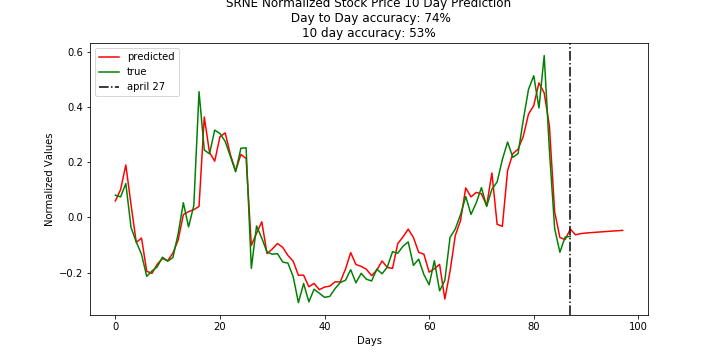 SRNE Normalized Stock Price 10 Day Prediction
Day to Day accuracy: 74%
10 day accuracy: 53%
predicted
true
april 27
Normalized Values
0.6
0.4
0.2
0.0
−0.2
0
20
40
60
80
100
Days